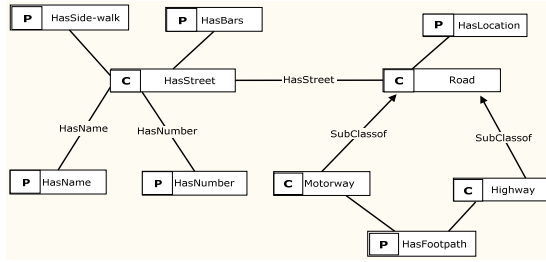 P HasSide-walk
P HasBars
P HasLocation
C HasStreet
HasStreet
C Road
HasName
HasNumber
SubClassof
SubClassof
P HasName
P HasNumber
C Motorway
C Highway
P HasFootpath